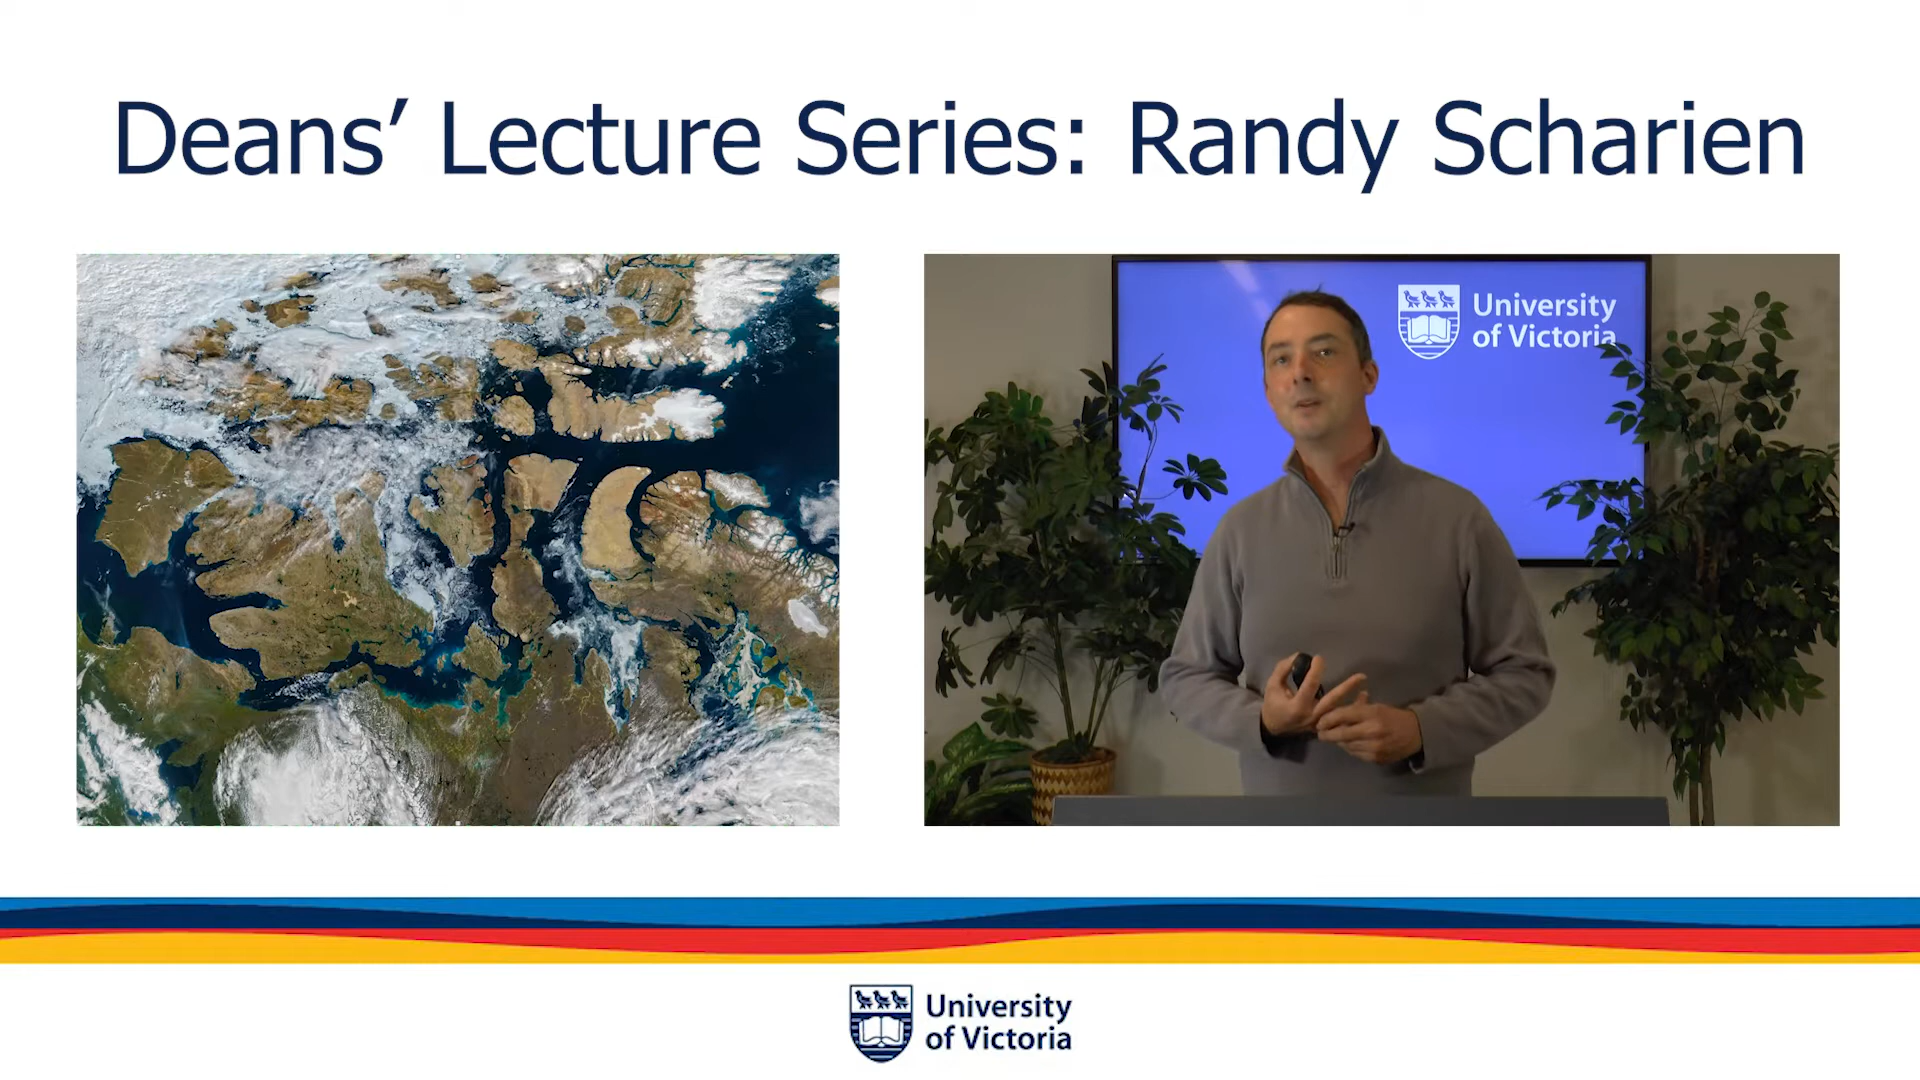 Deans’ Lecture Series: Randy Scharien
University
of Victoria
University
of Victoria